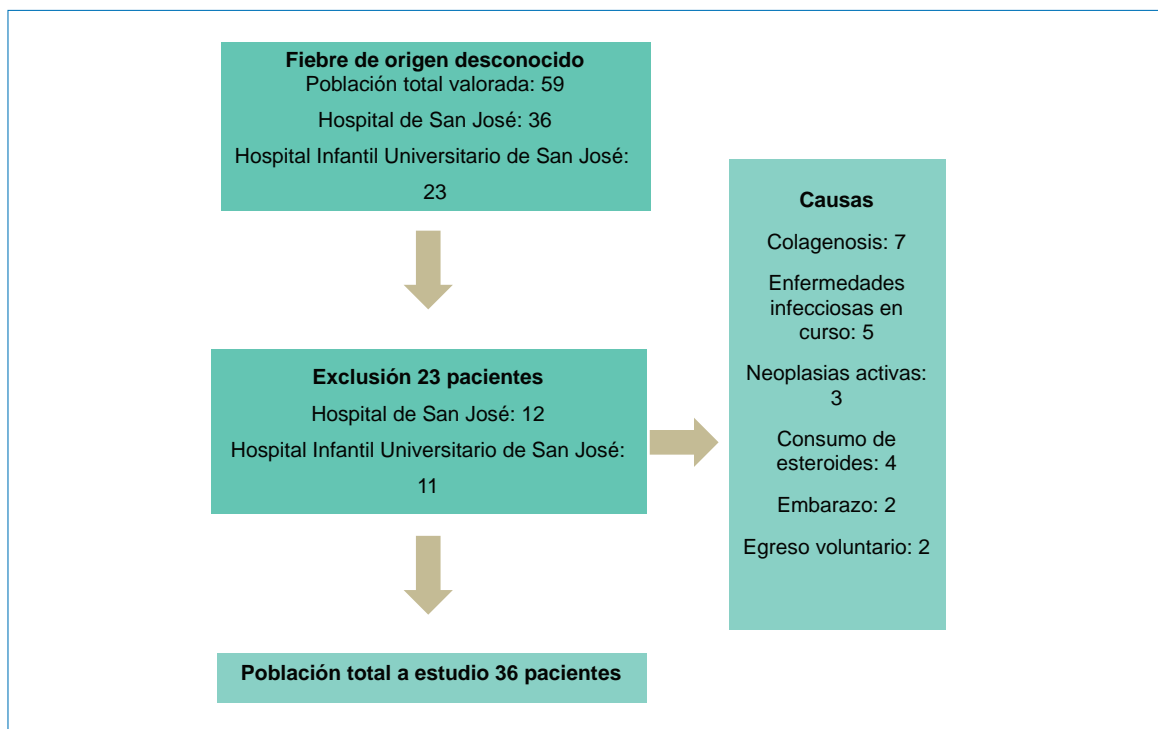 Fiebre de origen desconocido
Población total valorada: 59
Hospital de San José: 36
Hospital Infantil Universitario de San José:
23
Exclusión 23 pacientes
Hospital de San José: 12
Hospital Infantil Universitario de San José:
11
Causas
Colagenosis: 7
Enfermedades
infecciosas en
curso: 5
Neoplasias activas:
3
Consumo de
esteroides: 4
Embarazo: 2
Egreso voluntario: 2
Población total a estudio 36 pacientes